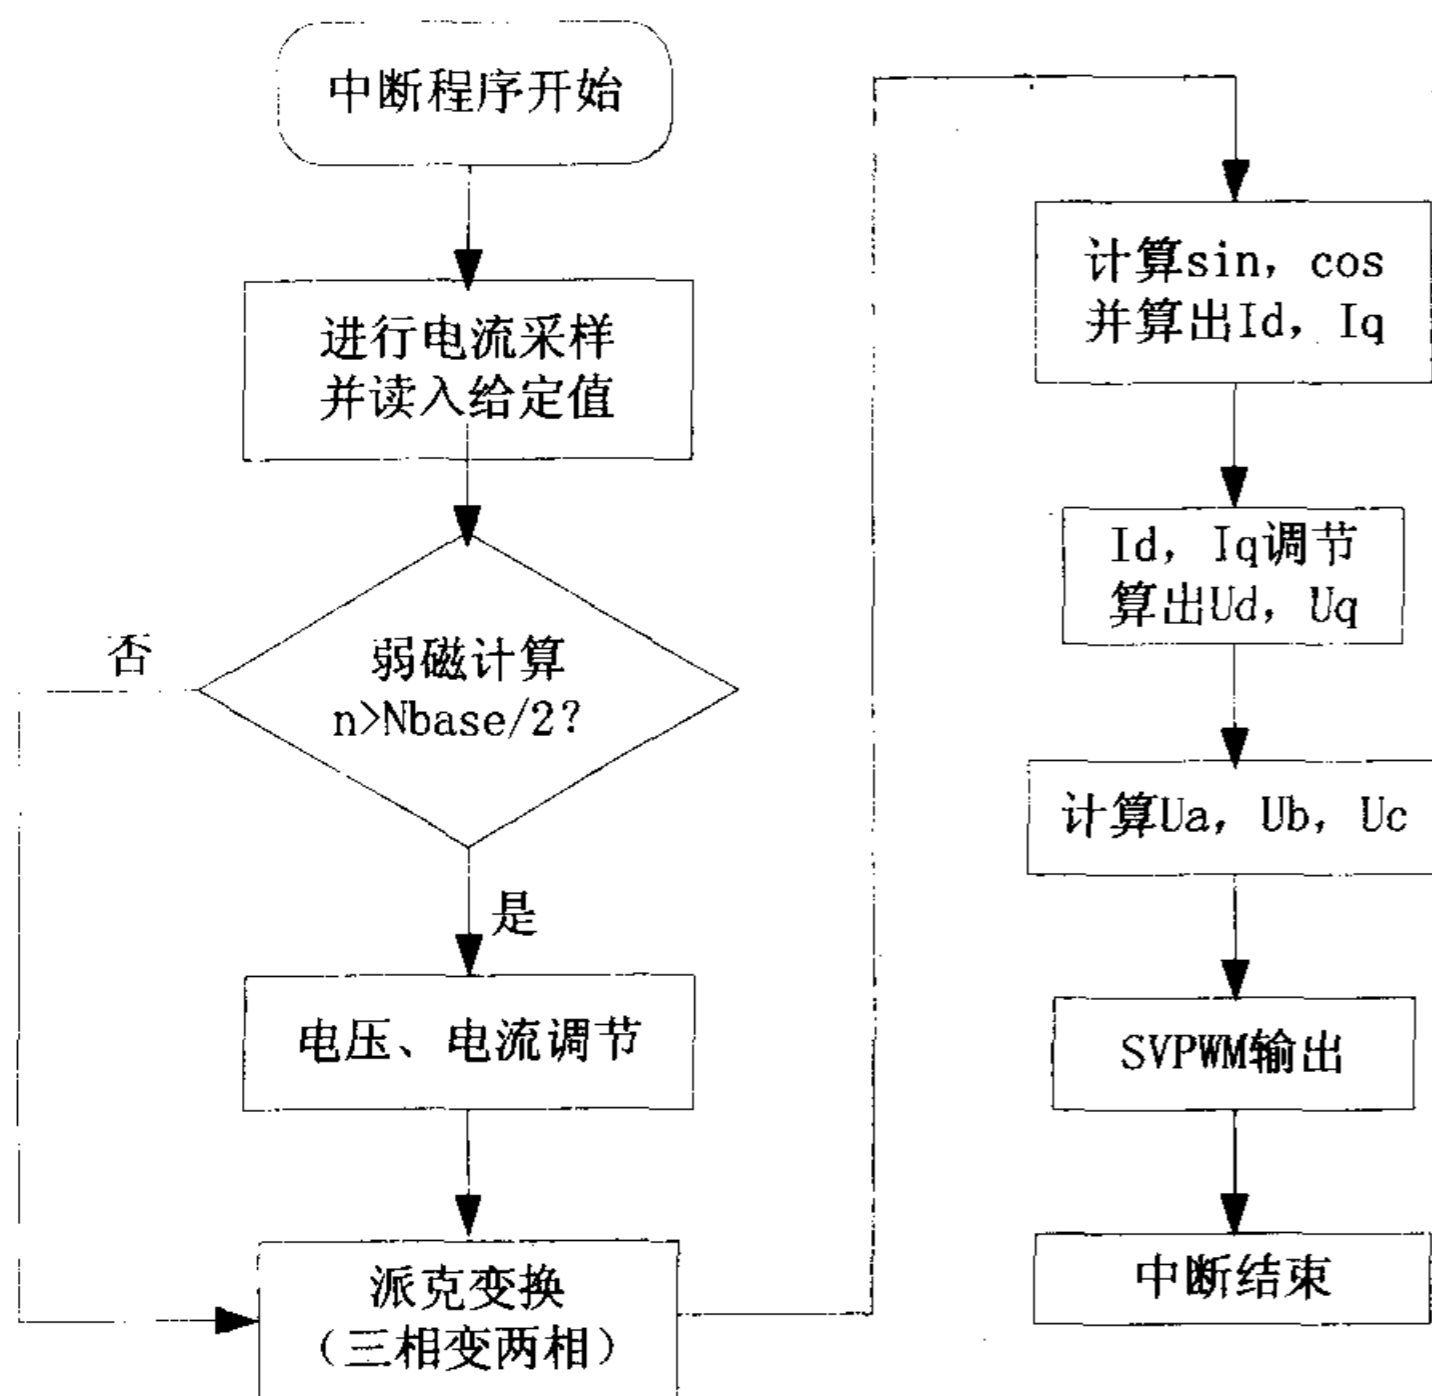 中断程序开始
进行电流采样
并读入给定值
否
弱磁计算
n>Nbase/2?
是
电压、电流调节
派克变换
(三相变两相)
计算sin, cos
并算出Id, Iq
Id, Iq调节
算出Ud, Uq
计算Ua, Ub, Uc
SVPWM输出
中断结束